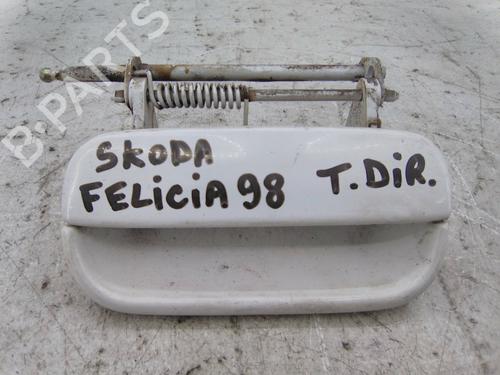 B-PARTS
SKODA
FELICIA 98 T. DIR.